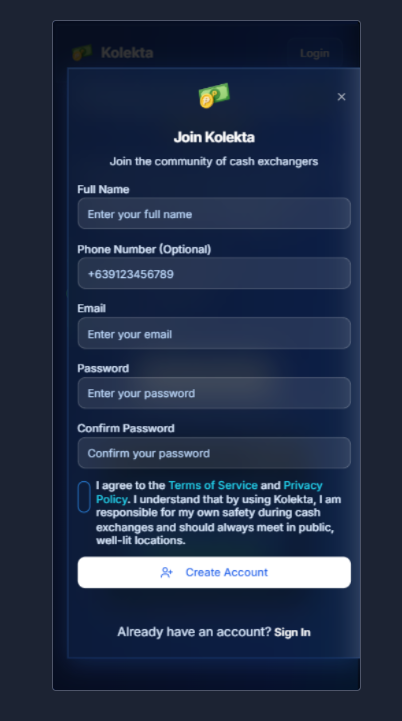 Kolekta
Login
Join Kolekta
Join the community of cash exchangers
Full Name
Enter your full name
Phone Number (Optional)
+639123456789
Email
Enter your email
Password
Enter your password
Confirm Password
Confirm your password
I agree to the Terms of Service and Privacy
Policy. I understand that by using Kolekta, I am
responsible for my own safety during cash
exchanges and should always meet in public,
well-lit locations.
Create Account
Already have an account? Sign In